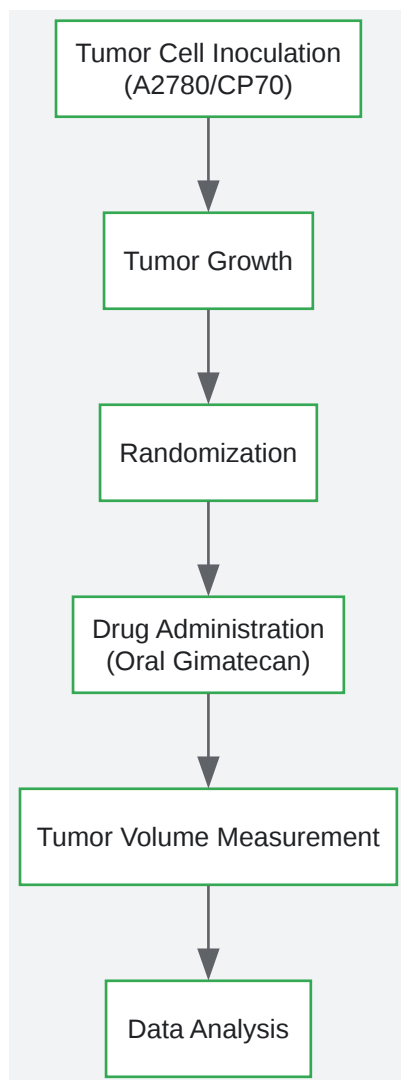 Tumor Cell Inoculation
(A2780/CP70)
Tumor Growth
Randomization
Drug Administration
(Oral Gimatecan)
Tumor Volume Measurement
Data Analysis